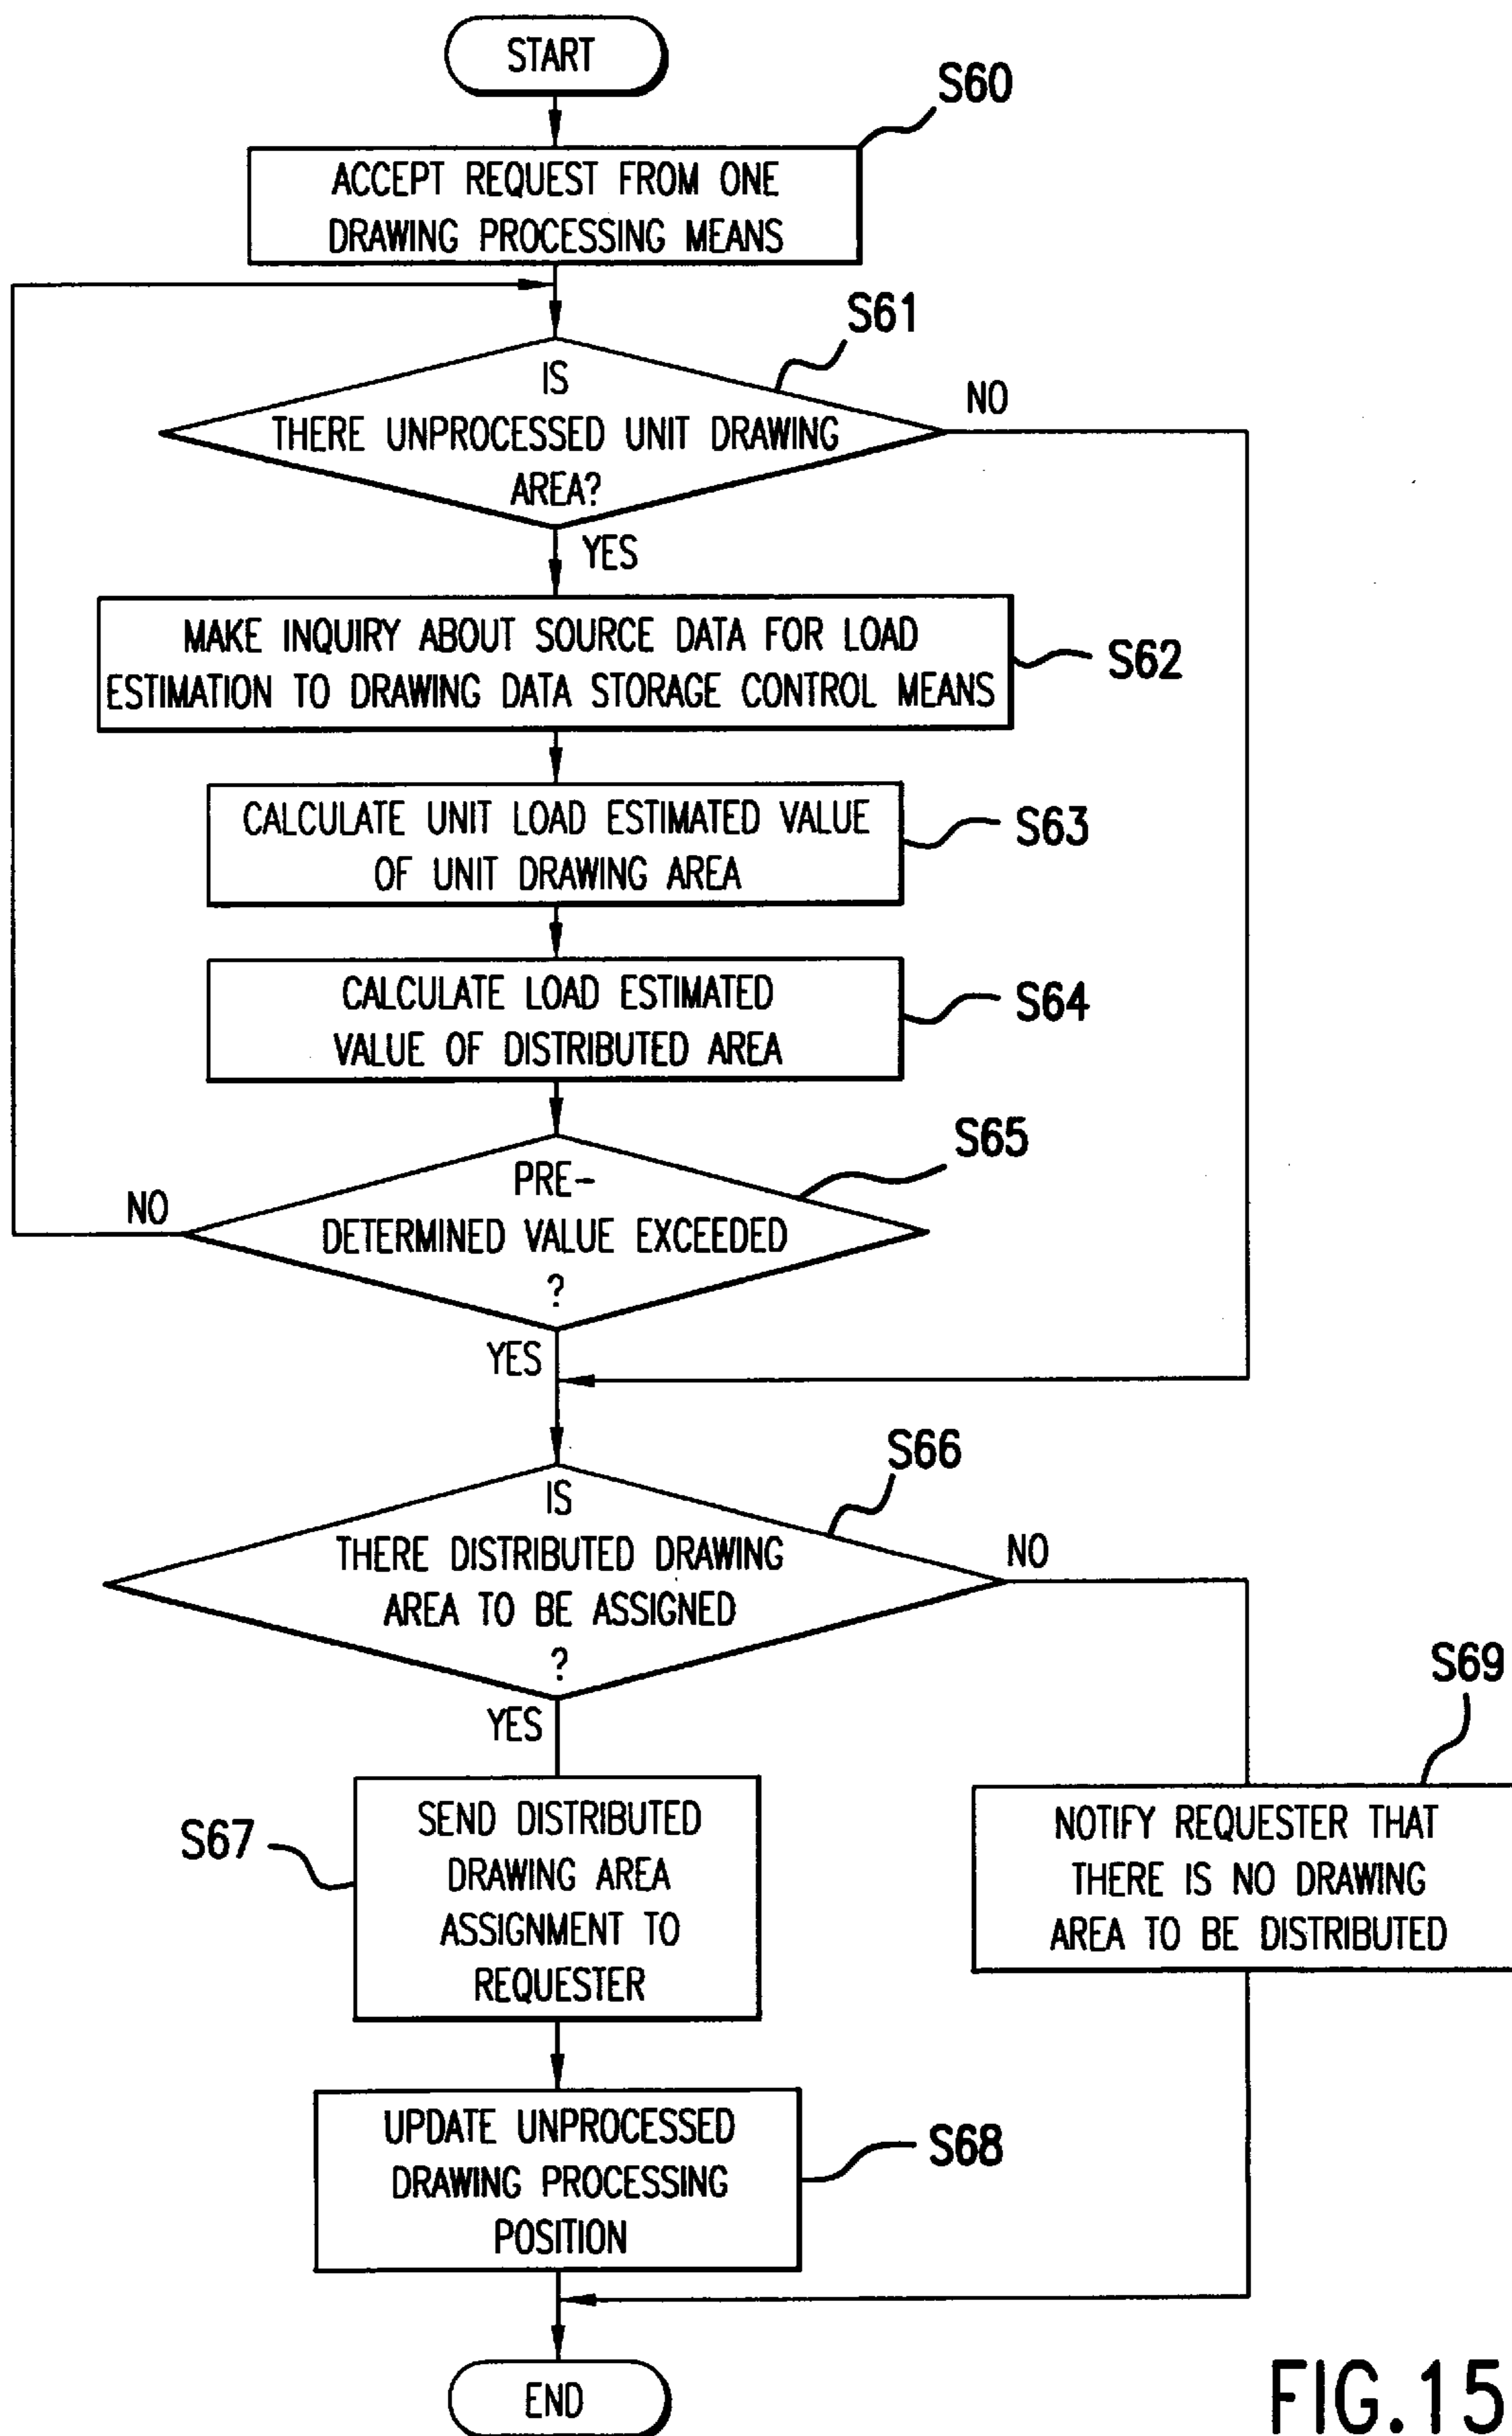 START
S60
ACCEPT REQUEST FROM ONE
DRAWING PROCESSING MEANS
S61
IS
THERE UNPROCESSED UNIT DRAWING
AREA?
NO
YES
MAKE INQUIRY ABOUT SOURCE DATA FOR LOAD
ESTIMATION TO DRAWING DATA STORAGE CONTROL MEANS
S62
CALCULATE UNIT LOAD ESTIMATED VALUE
OF UNIT DRAWING AREA
S63
CALCULATE LOAD ESTIMATED
VALUE OF DISTRIBUTED AREA
S64
S65
PRE-
DETERMINED VALUE EXCEEDED
?
NO
YES
S66
IS
THERE DISTRIBUTED DRAWING
AREA TO BE ASSIGNED
?
NO
YES
S67
SEND DISTRIBUTED
DRAWING AREA
ASSIGNMENT TO
REQUESTER
S69
NOTIFY REQUESTER THAT
THERE IS NO DRAWING
AREA TO BE DISTRIBUTED
UPDATE UNPROCESSED
DRAWING PROCESSING
POSITION
S68
END
FIG.15